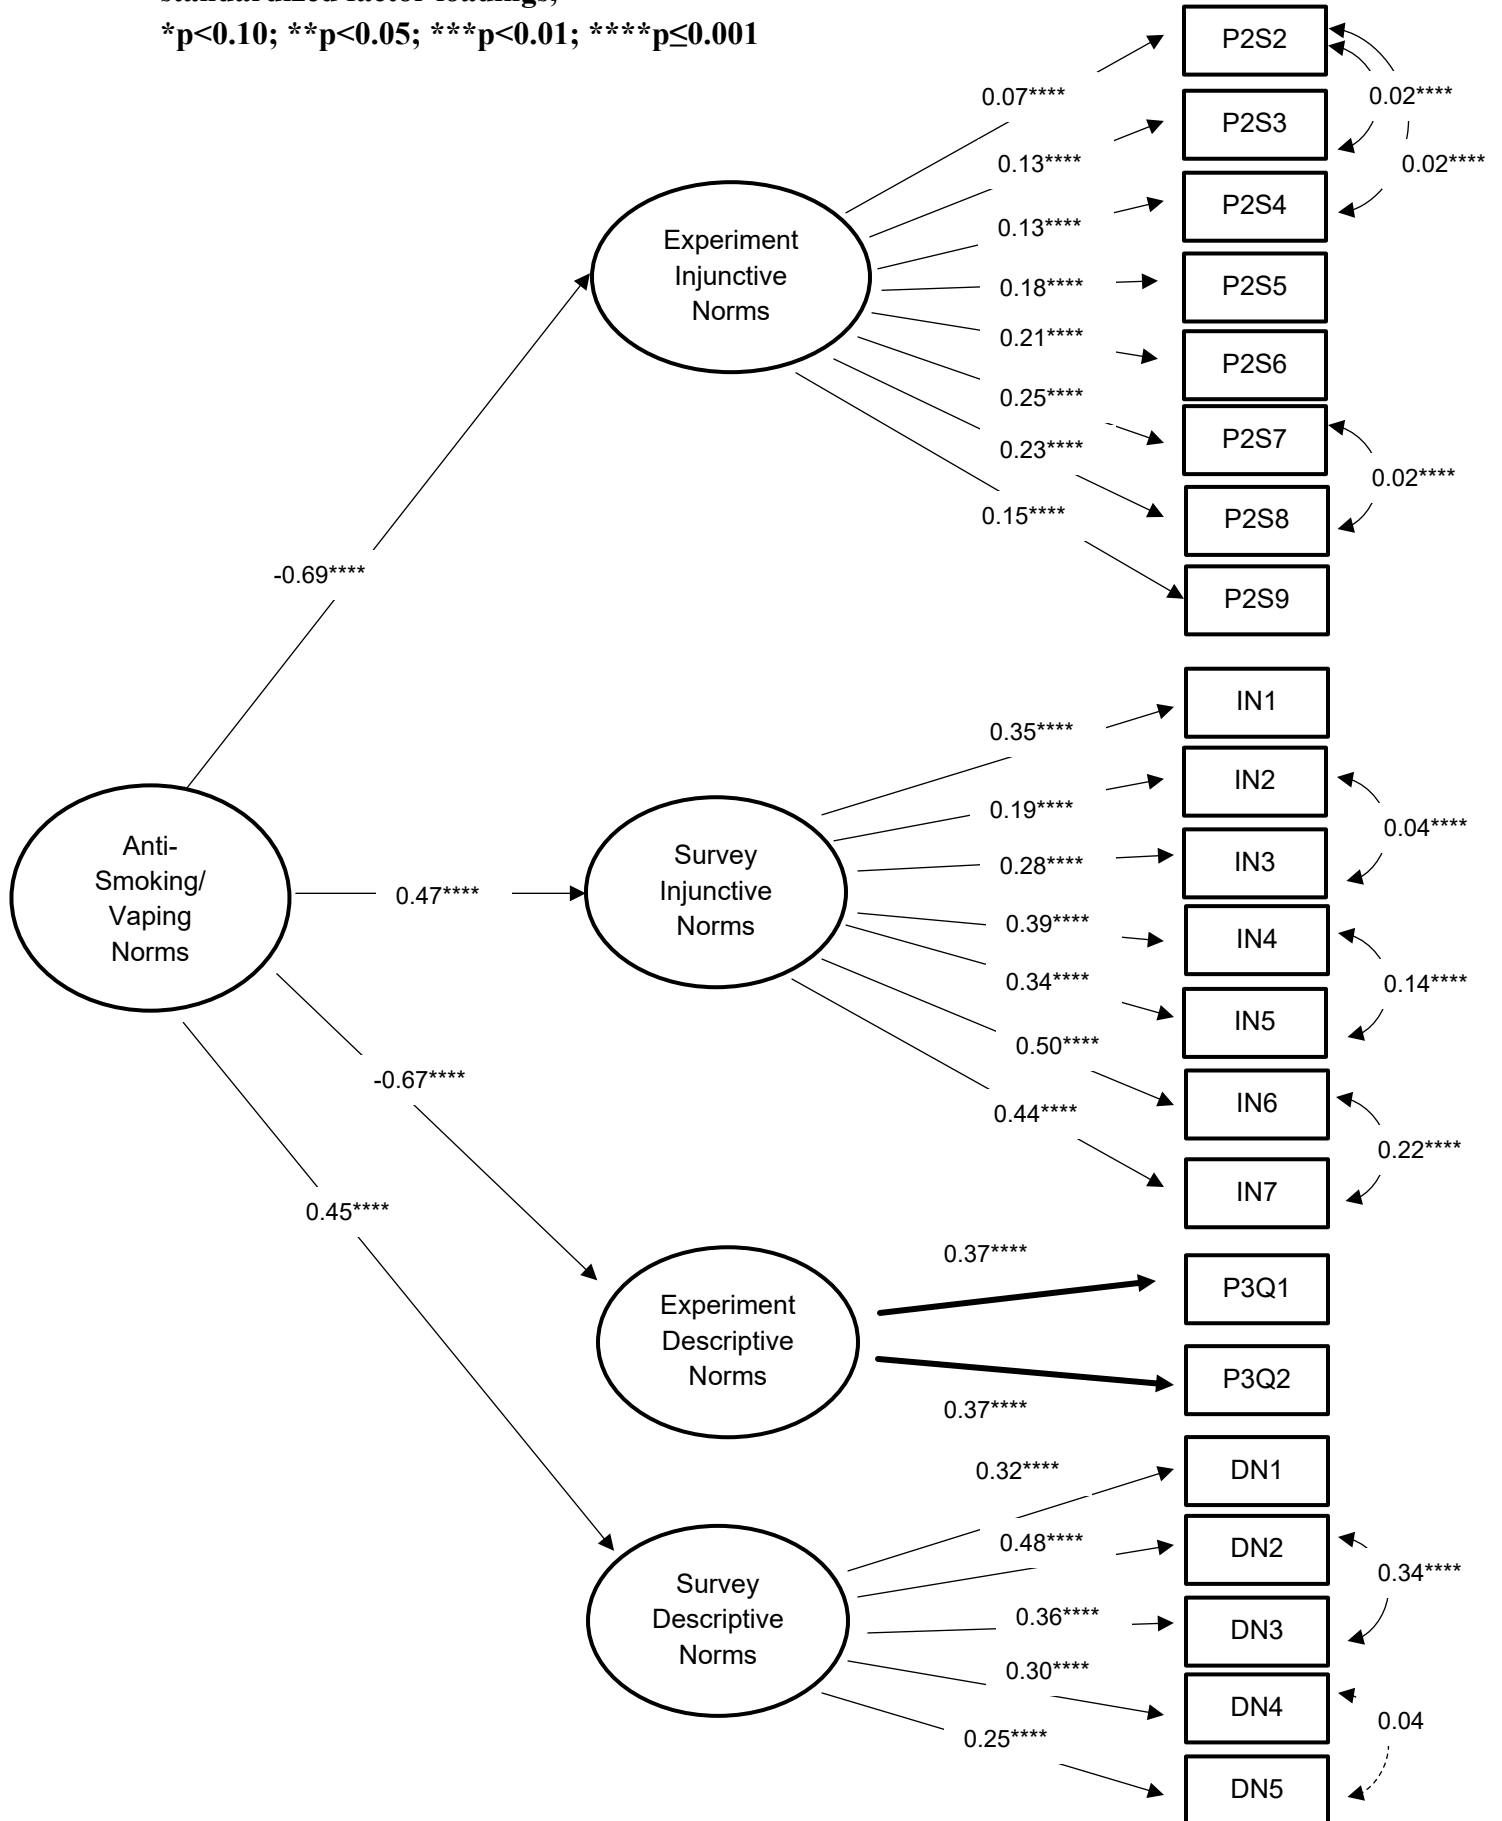 standardized factor loadings;
*p<0.10; **p<0.05; ***p<0.01; ****p≤0.001
P2S2
0.07****
0.02****
P2S3
0.13****
0.02****
P2S4
0.13****
Experiment
Injunctive
Norms
0.18****
P2S5
0.21****
P2S6
0.25****
P2S7
0.23****
0.02****
0.15****
P2S8
-0.69****
P2S9
IN1
0.35****
IN2
0.19****
0.04****
Anti-
Smoking/
Vaping
Norms
0.47****
Survey
Injunctive
Norms
0.28****
IN3
0.39****
IN4
0.34****
0.14****
IN5
0.50****
-0.67****
IN6
0.44****
0.22****
IN7
0.45****
0.37****
P3Q1
Experiment
Descriptive
Norms
P3Q2
0.37****
0.32****
DN1
0.48****
DN2
0.34****
Survey
Descriptive
Norms
0.36****
DN3
0.30****
DN4
0.04
0.25****
DN5